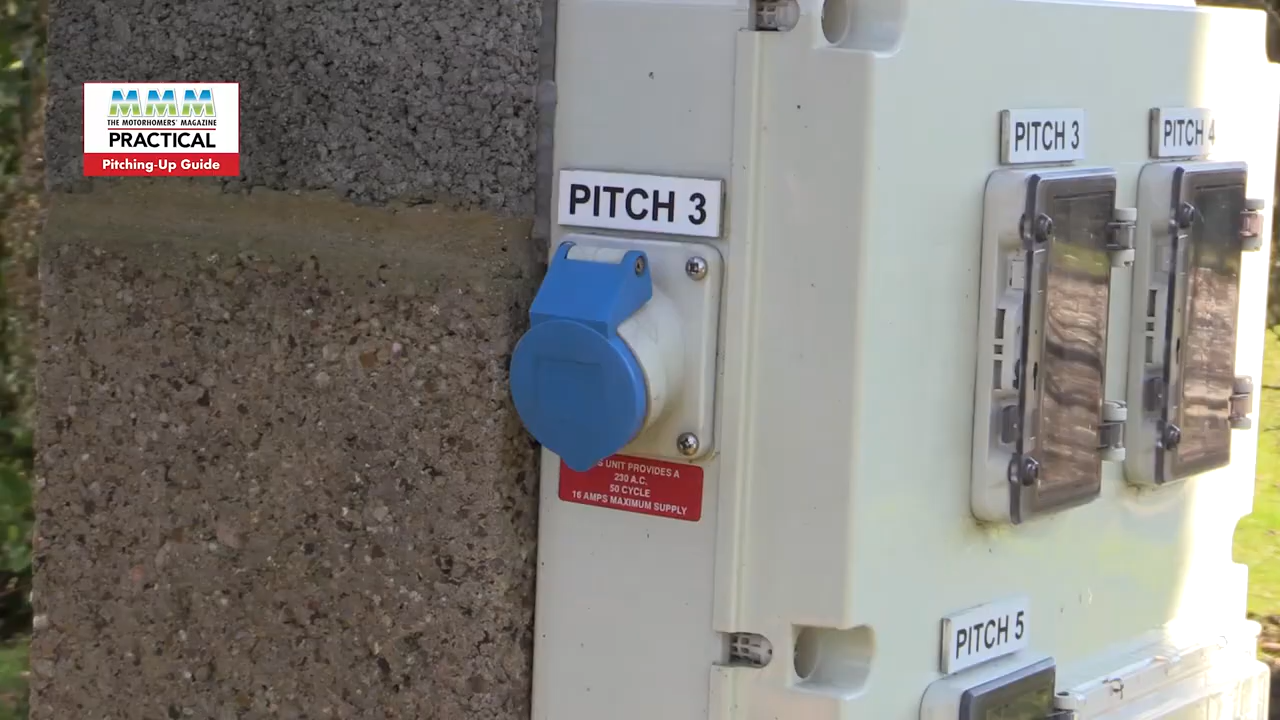 MMM
THE MOTORHOMERS' MAGAZINE
PRACTICAL
Pitching-Up Guide
PITCH 3
UNIT PROVIDES A
230 A.C.
50 CYCLE
16 AMPS MAXIMUM SUPPLY
PITCH 3
PITCH 4
PITCH 5